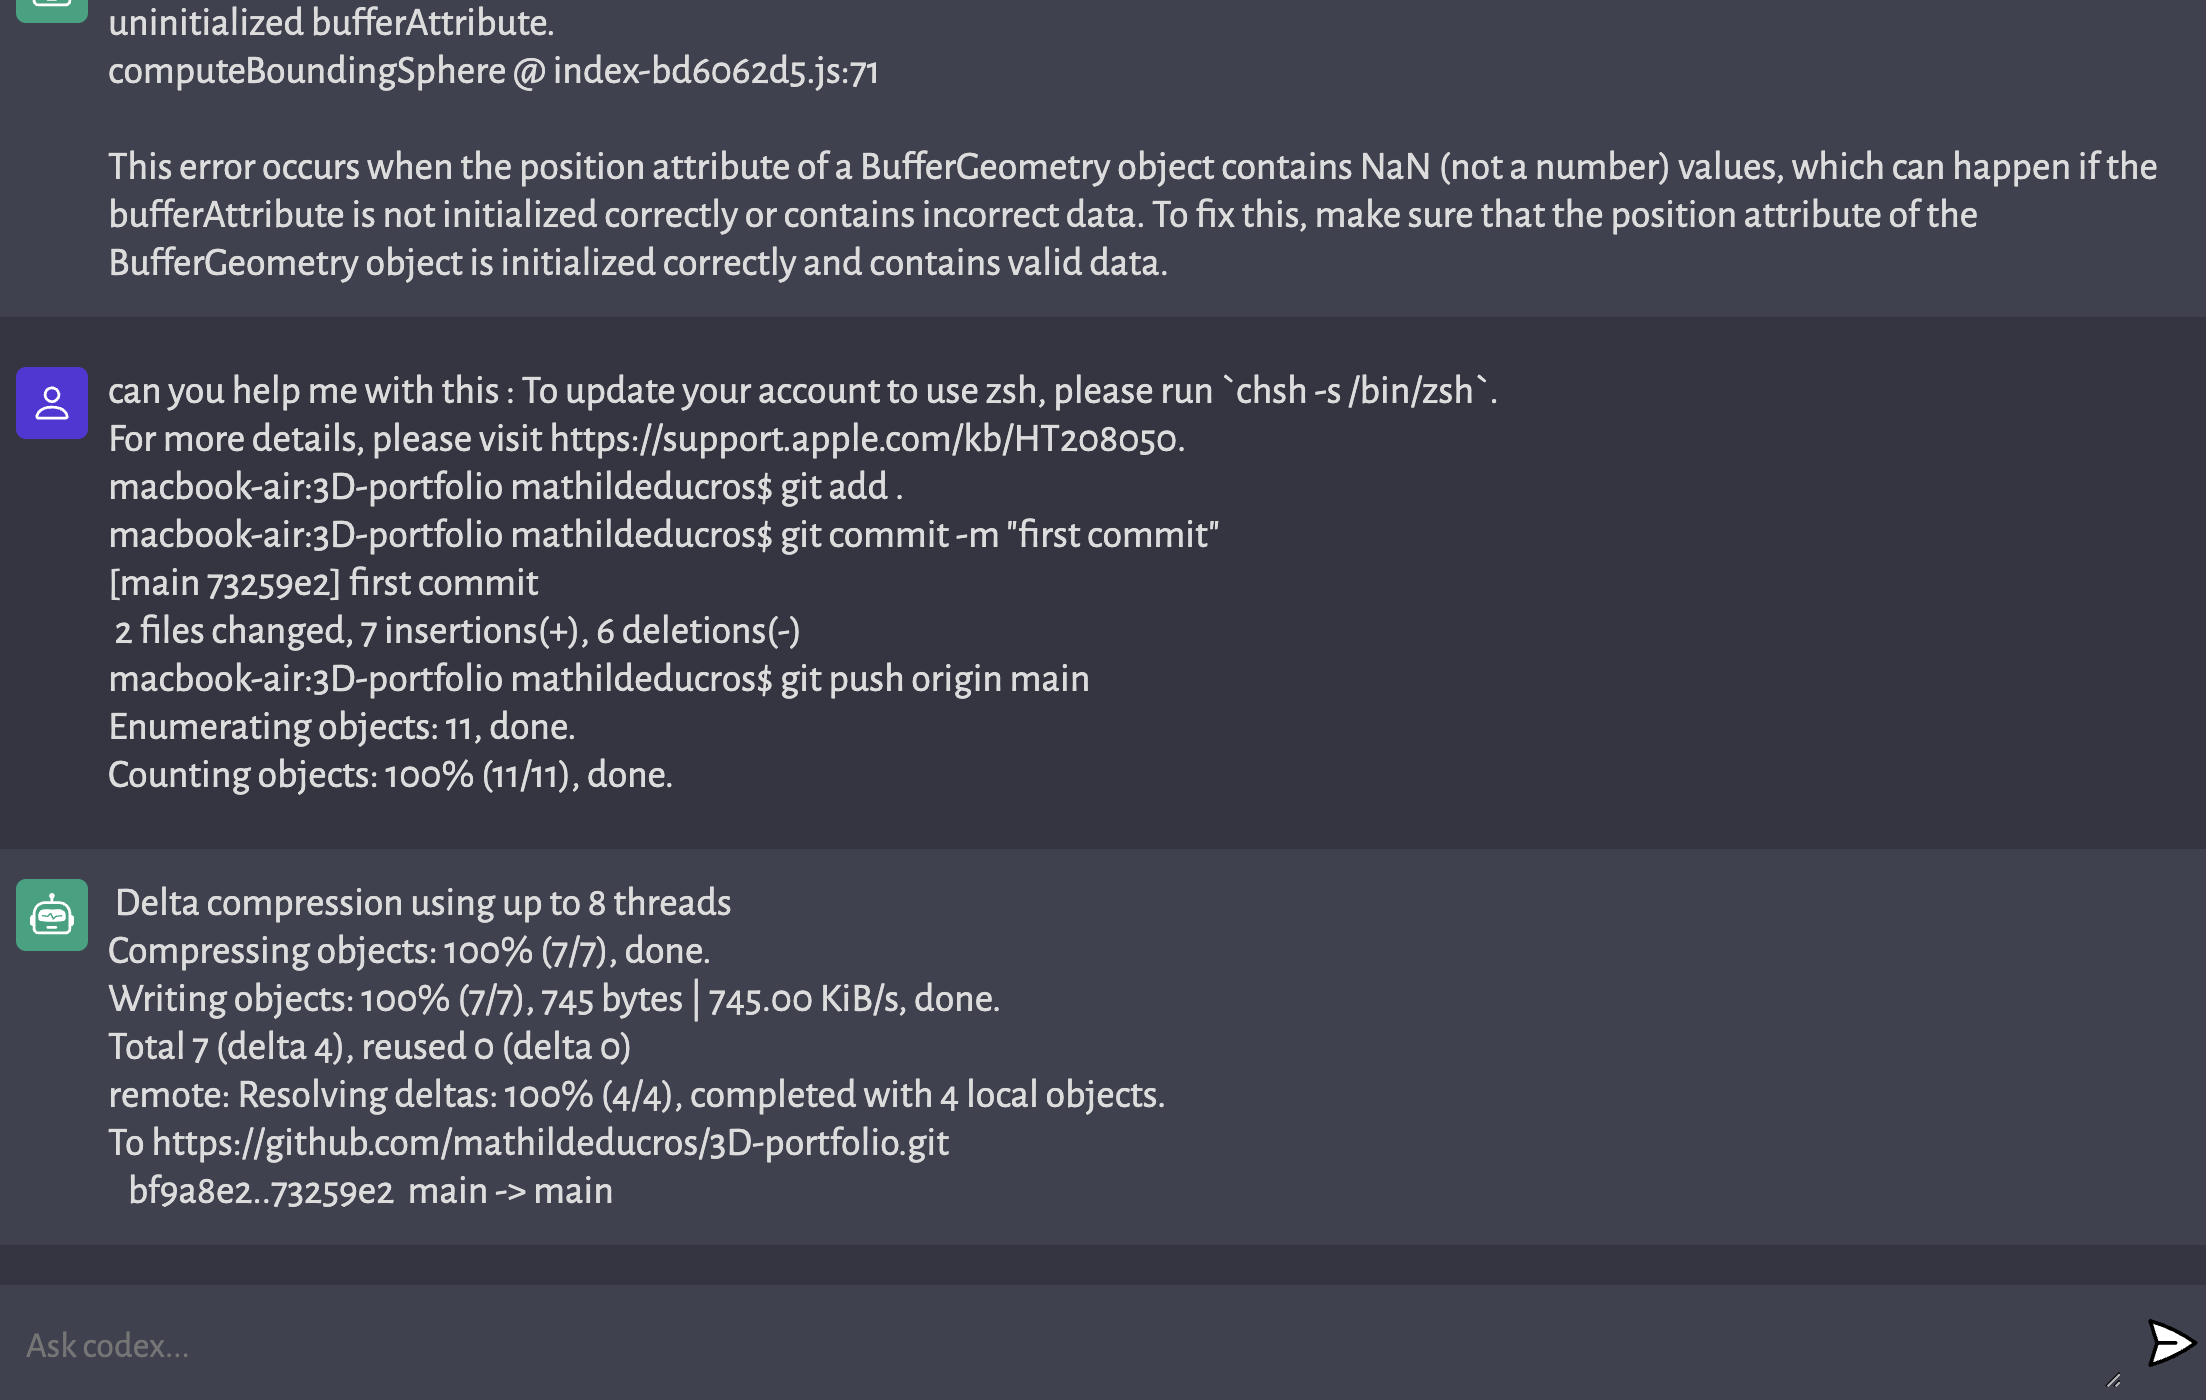 uninitialized bufferAttribute.
computeBoundingSphere @ index-bd6062d5.js:71
This error occurs when the position attribute of a BufferGeometry object contains NaN (not a number) values, which can happen if the
bufferAttribute is not initialized correctly or contains incorrect data. To fix this, make sure that the position attribute of the
BufferGeometry object is initialized correctly and contains valid data.
can you help me with this : To update your account to use zsh, please run `chsh -s /bin/zsh`.
For more details, please visit https://support.apple.com/kb/HT208050.
macbook-air:3D-portfolio mathildeducros$ git add .
macbook-air:3D-portfolio mathildeducros$ git commit -m "first commit"
[main 73259e2] first commit
2 files changed, 7 insertions(+), 6 deletions(-)
macbook-air:3D-portfolio mathildeducros$ git push origin main
Enumerating objects: 11, done.
Counting objects: 100% (11/11), done.
Delta compression using up to 8 threads
Compressing objects: 100% (7/7), done.
Writing objects: 100% (7/7), 745 bytes | 745.00 KiB/s, done.
Total 7 (delta 4), reused 0 (delta 0)
remote: Resolving deltas: 100% (4/4), completed with 4 local objects.
To https://github.com/mathildeducros/3D-portfolio.git
bf9a8e2..73259e2  main -> main
Ask codex...